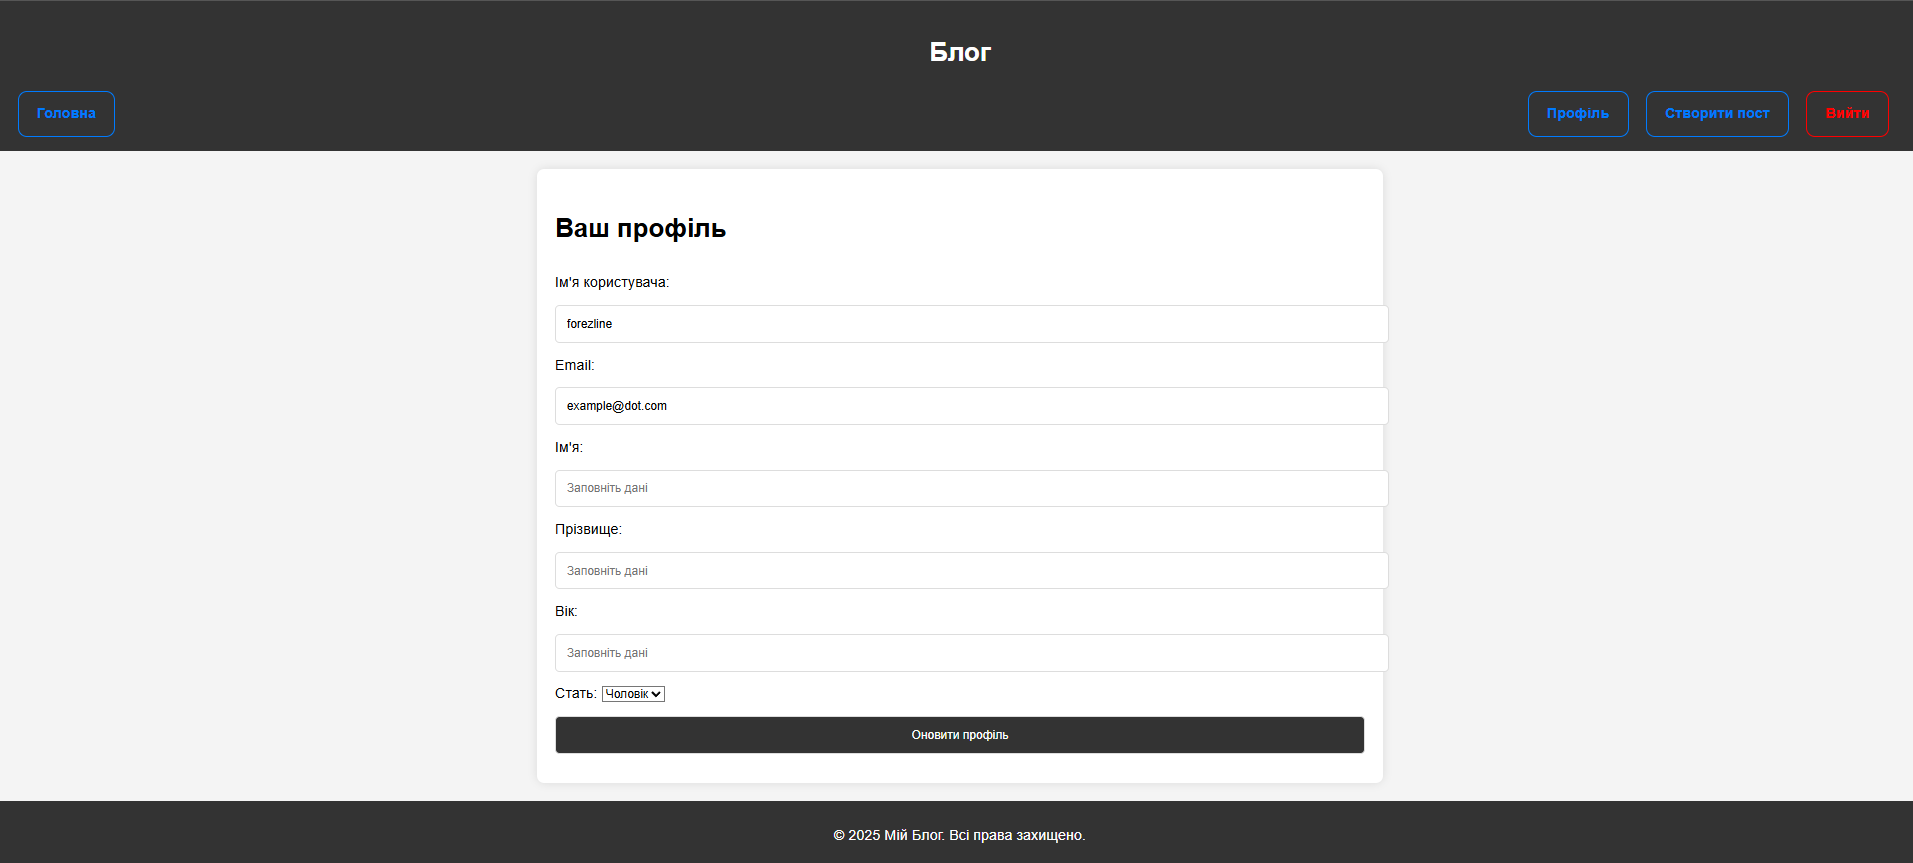 Блог
Головна
Профіль
Створити пост
Вийти
Ваш профіль
Ім'я користувача:
forezline
Email:
example@dot.com
Ім'я:
Заповніть дані
Прізвище:
Заповніть дані
Вік:
Заповніть дані
Стать: Чоловік
Оновити профіль
© 2025 Мій Блог. Всі права захищено.